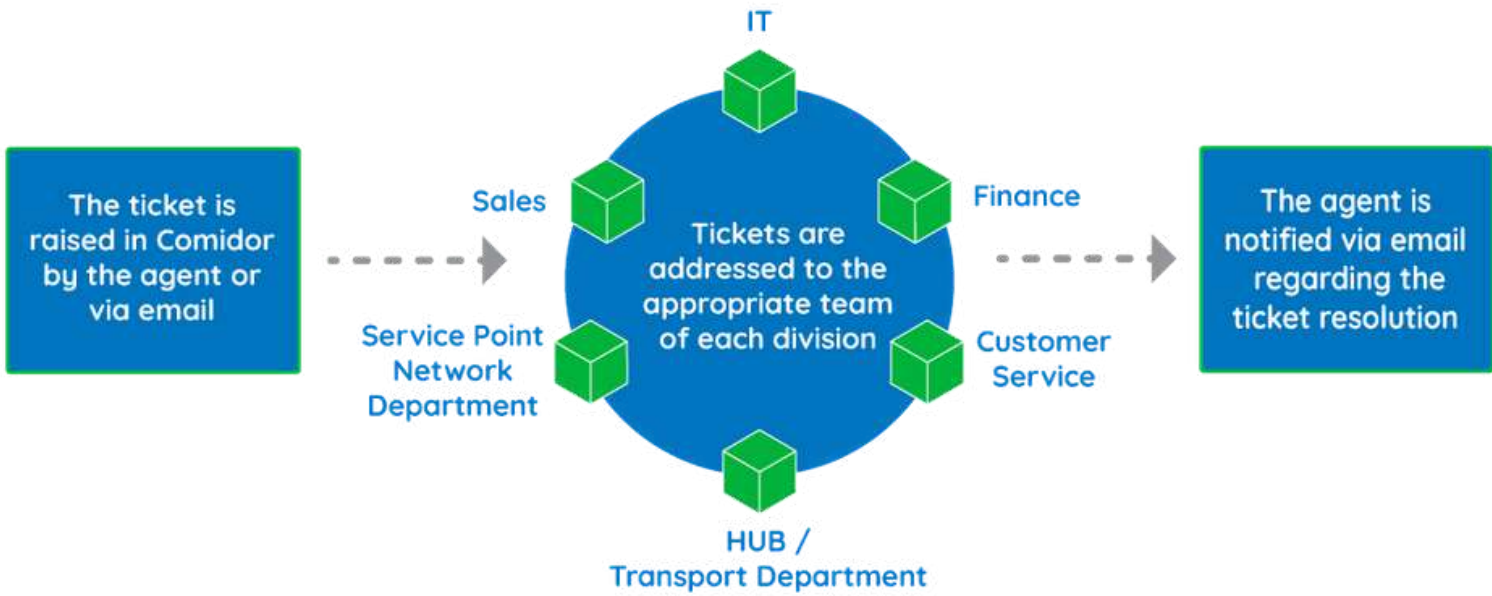 IT
The ticket is
raised in Comidor
by the agent or
via email
Sales
Service Point
Network
Department
Tickets are
addressed to the
appropriate team
of each division
Finance
Customer
Service
HUB /
Transport Department
The agent is
notified via email
regarding the
ticket resolution